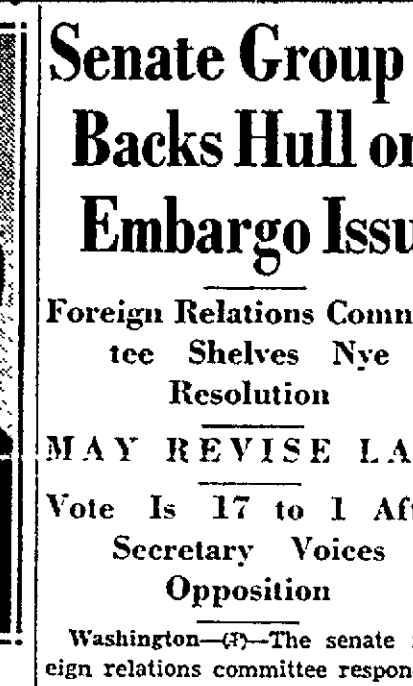 Senate Group
Backs Hull on
Embargo Issu
Foreign Relations Comm
tee Shelves Nye
Resolution
MAY REVISE LA
Vote Is 17 to 1 Aft
Secretary Voices
Opposition
Washington—(P)—The senate
eign relations committee respon